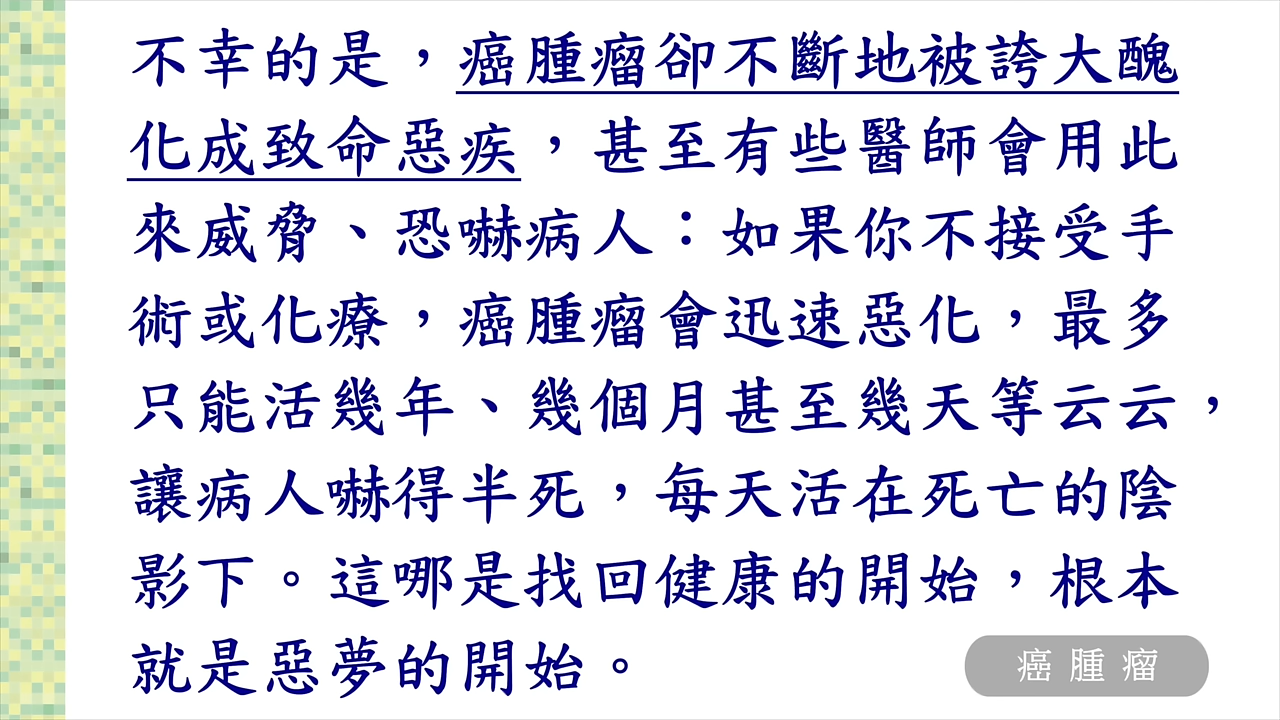 不幸的是，癌腫瘤卻不斷地被誇大醜
化成致命惡疾，甚至有些醫師會用此
來威脅、恐嚇病人：如果你不接受手
術或化療，癌腫瘤會迅速惡化，最多
只能活幾年、幾個月甚至幾天等云云，
讓病人嚇得半死，每天活在死亡的陰
影下。這哪是找回健康的開始，根本
就是惡夢的開始。
癌腫瘤